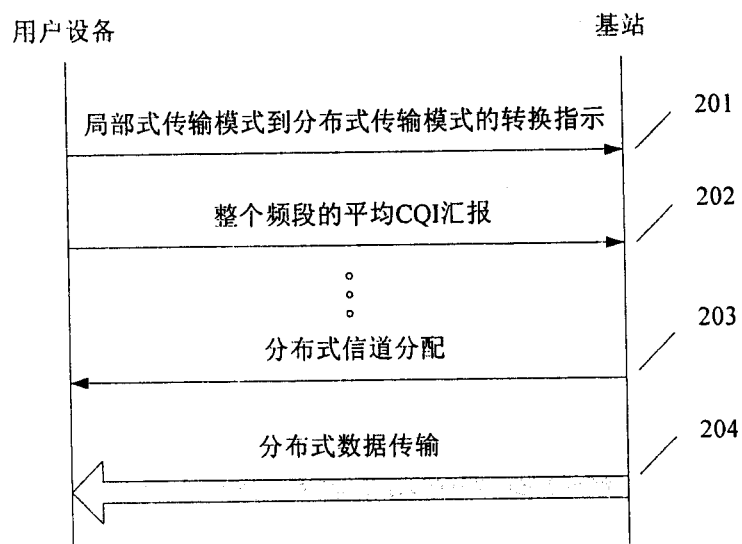 用户设备
基站
局部式传输模式到分布式传输模式的转换指示
201
整个频段的平均CQI汇报
202
分布式信道分配
203
分布式数据传输
204